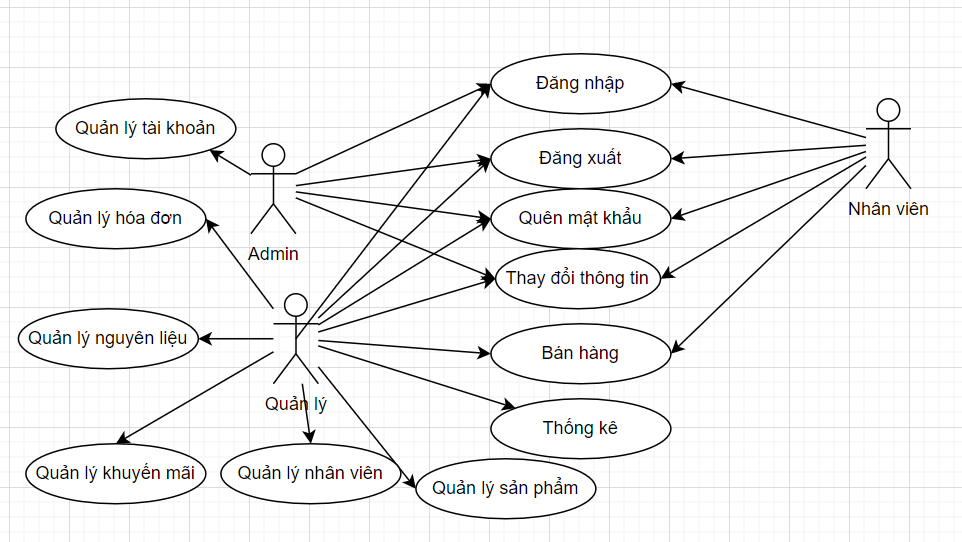 Đăng nhập
Quản lý tài khoản
Đăng xuất
Nhân viên
Quản lý hóa đơn
Quên mật khẩu
Admin
Thay đổi thông tin
Quản lý nguyên liệu
Bán hàng
Quản lý
Thống kê
Quản lý khuyến mãi
Quản lý nhân viên
Quản lý sản phẩm